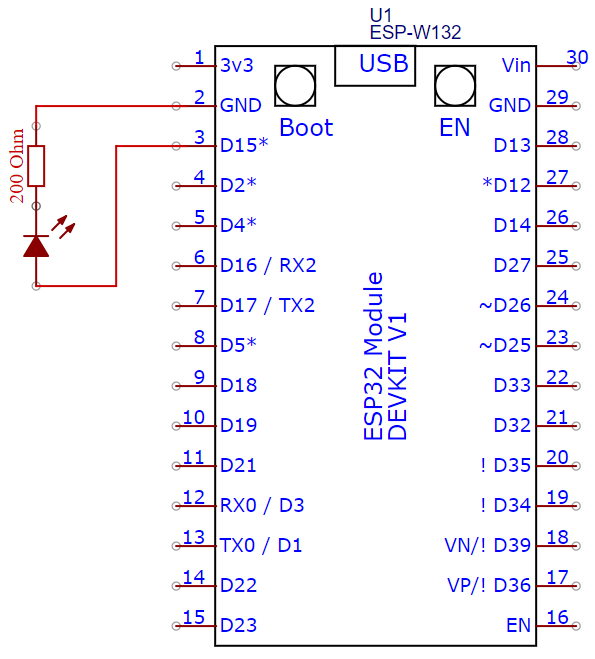 U1
ESP-W132
USB
Boot
EN
1 3v3
2 GND
3 D15*
4 D2*
5 D4*
6 D16 / RX2
7 D17 / TX2
8 D5*
9 D18
10 D19
11 D21
12 RX0 / D3
13 TX0 / D1
14 D22
15 D23
Vin 30
GND 29
D13 28
*D12 27
D14 26
D27 25
~D26 24
~D25 23
D33 22
D32 21
! D35 20
! D34 19
VN/! D39 18
VP/! D36 17
EN 16
ESP32 Module
DEVKIT V1
200 Ohm